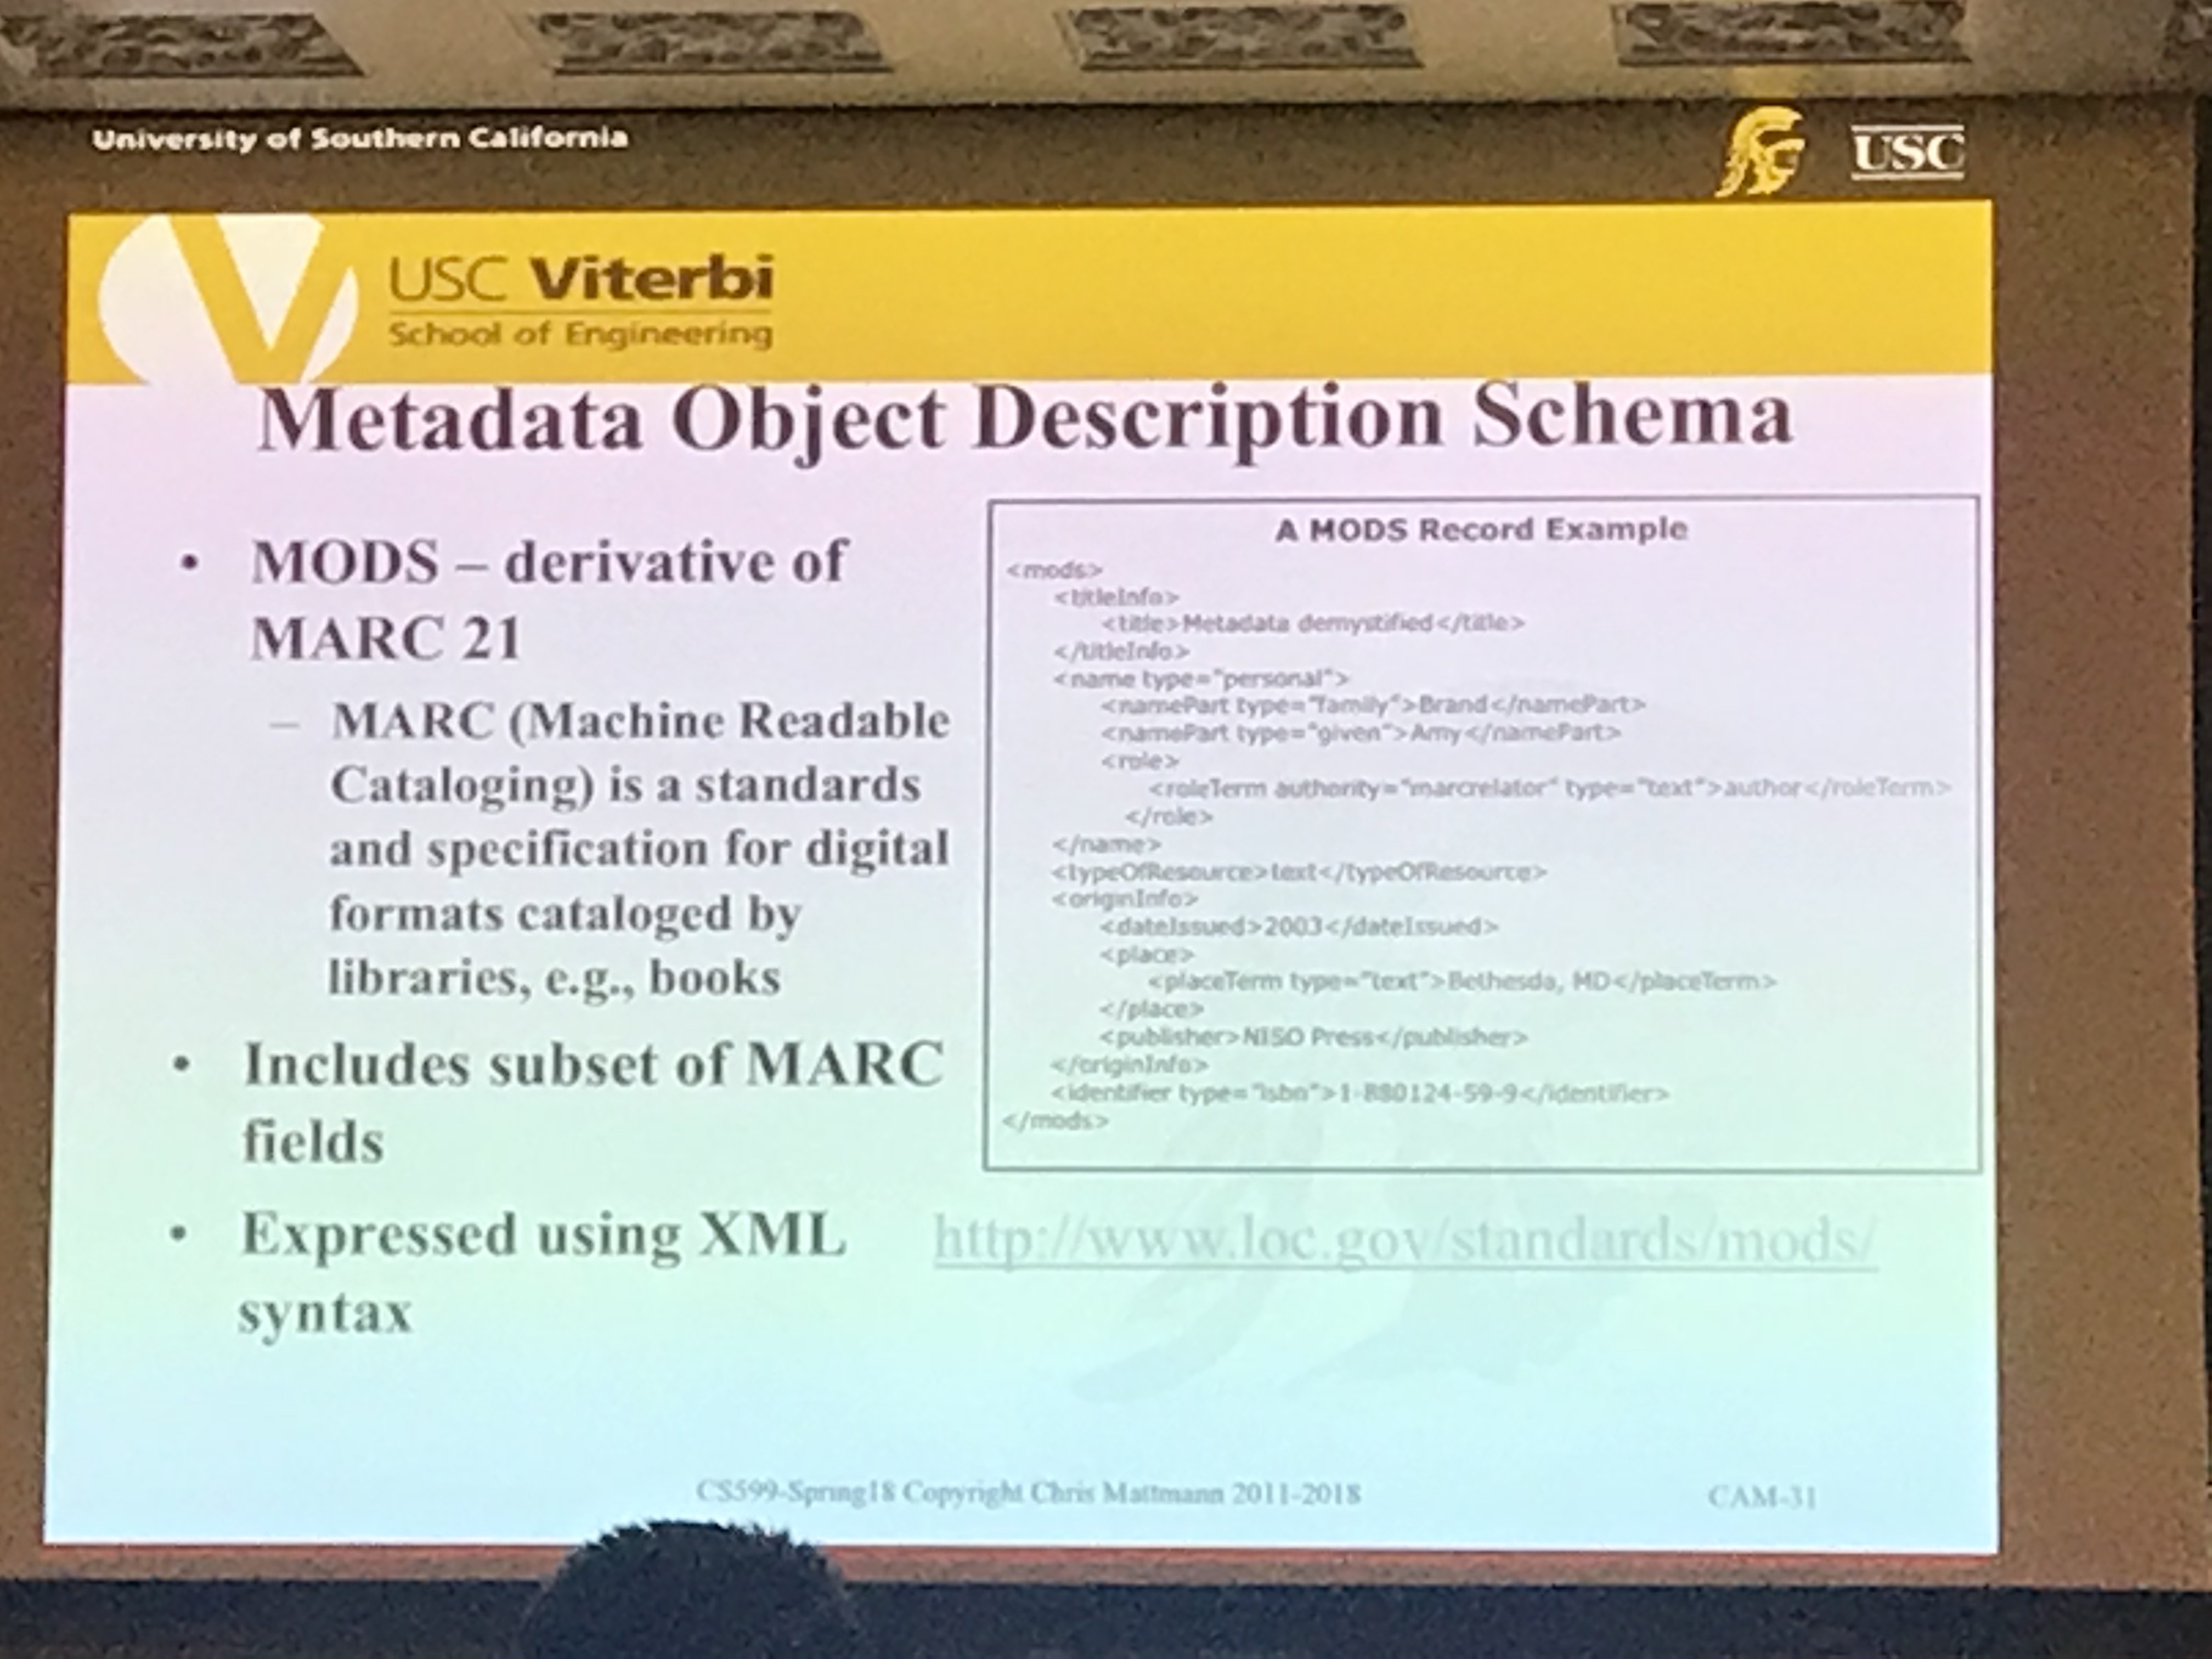 University of Southern California
USC
USC Viterbi
School of Engineering
Metadata Object Description Schema
• MODS – derivative of
MARC 21
– MARC (Machine Readable
Cataloging) is a standards
and specification for digital
formats cataloged by
libraries, e.g., books
• Includes subset of MARC
fields
• Expressed using XML
syntax
A MODS Record Example
<mods>
<titleInfo>
<title>Metadata demystified</title>
</titleInfo>
<name type="personal">
<namePart type="family">Brand</namePart>
<namePart type="given">Amy</namePart>
<role>
<roleTerm authority="marcrelator" type="text">author</roleTerm>
</role>
</name>
<typeOfResource>text</typeOfResource>
<originInfo>
<dateIssued>2003</dateIssued>
<place>
<placeTerm type="text">Bethesda, MD</placeTerm>
</place>
<publisher>NISO Press</publisher>
</originInfo>
<identifier type="isbn">1-880124-59-9</identifier>
</mods>
http://www.loc.gov/standards/mods/
CS599-Spring18 Copyright Chris Mattmann 2011-2018
CAM-31